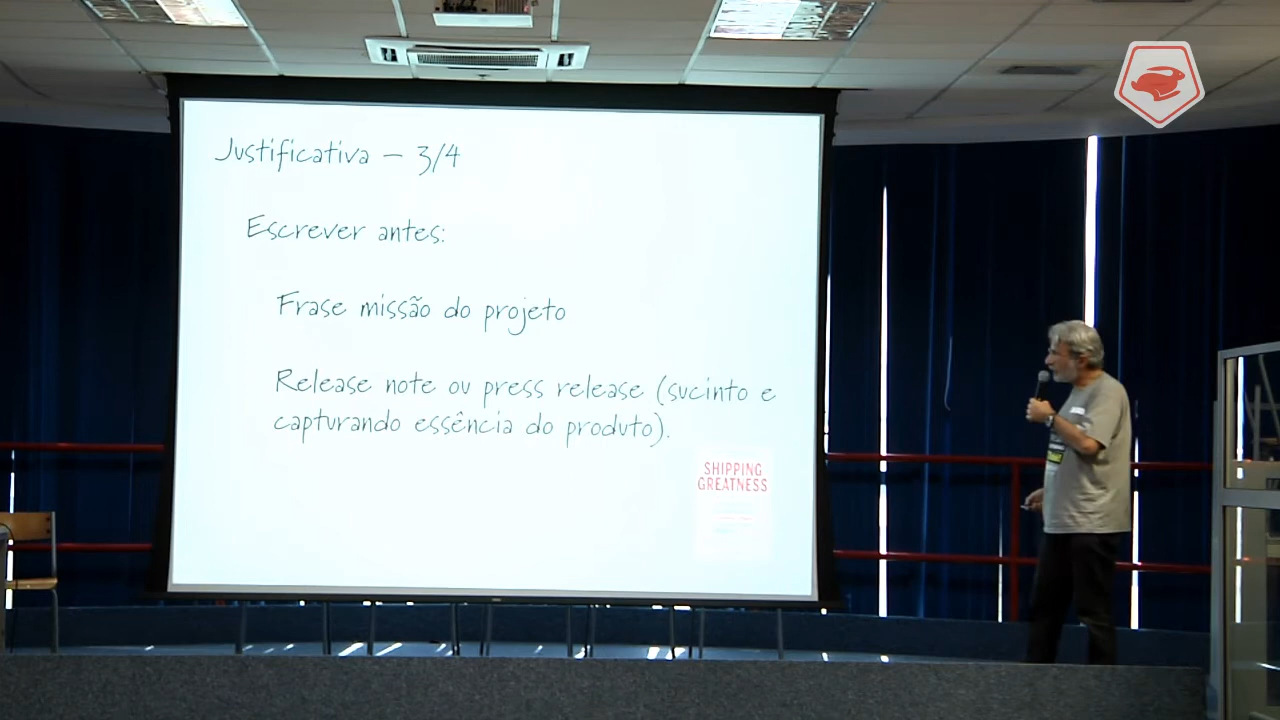 Justificativa – 3/4
Escrever antes:
Frase missão do projeto
Release note ou press release (sucinto e
capturando essência do produto).
SHIPPING
GREATNESS